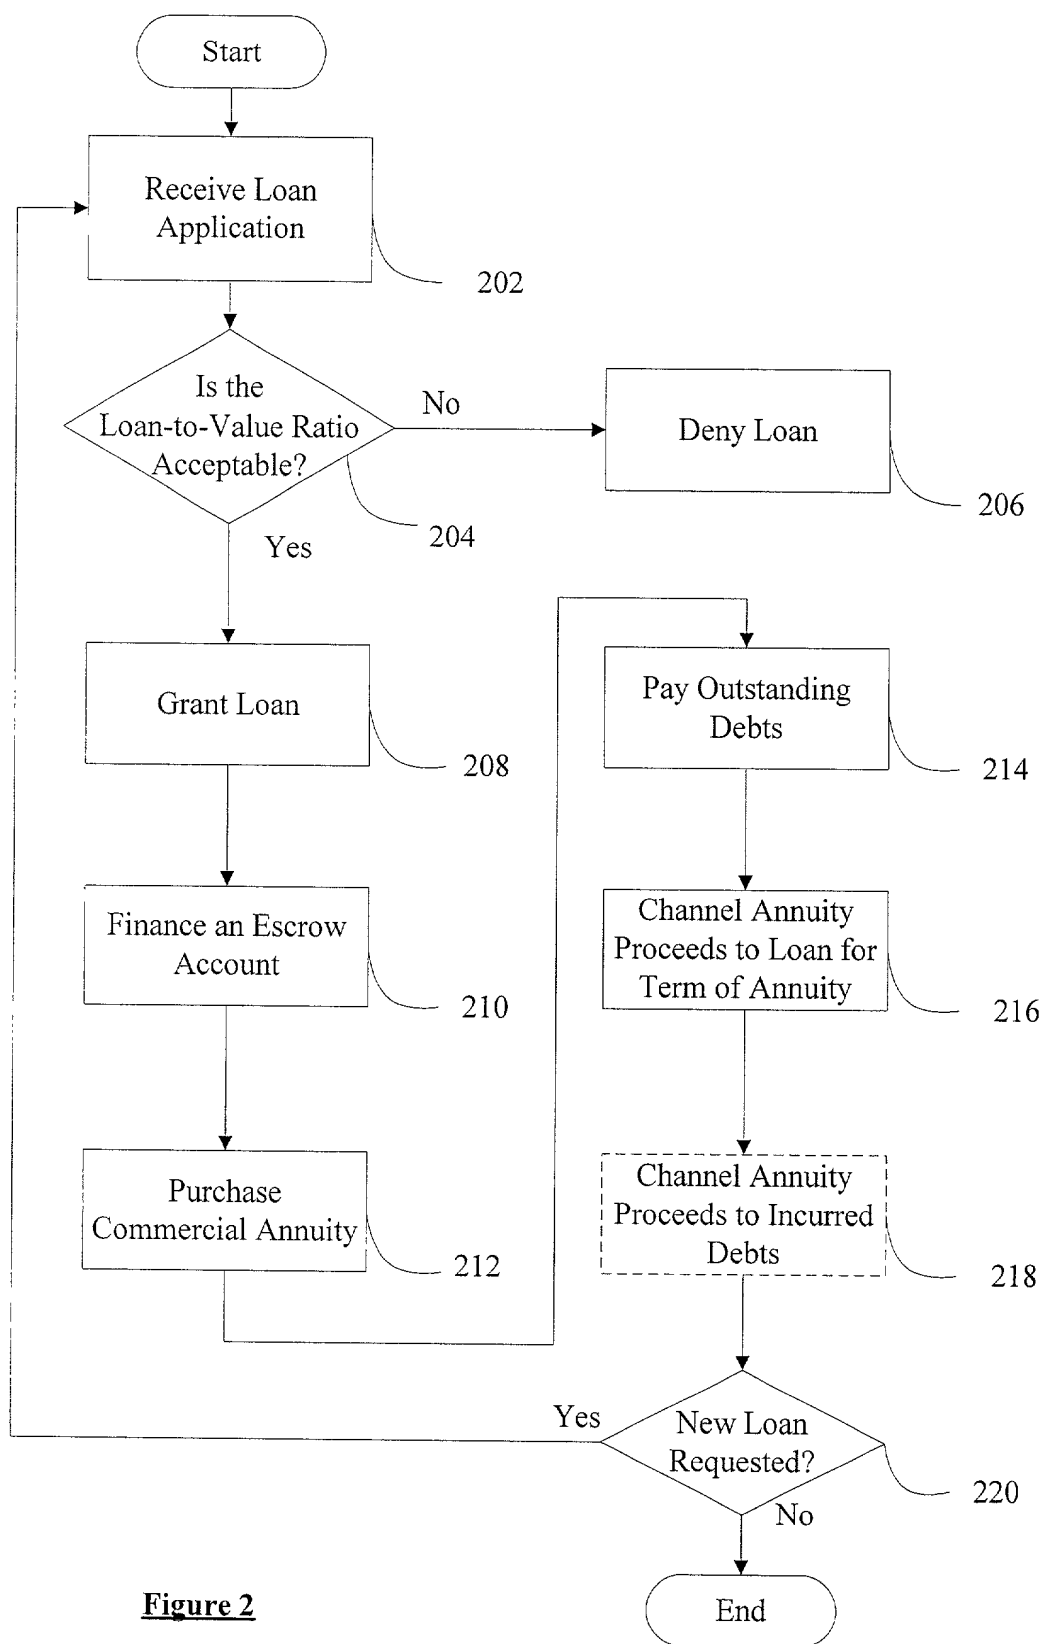 Start
Receive Loan
Application
202
Is the
Loan-to-Value Ratio
Acceptable?
204
No
Deny Loan
206
Yes
Grant Loan
208
Finance an Escrow
Account
210
Purchase
Commercial Annuity
212
Pay Outstanding
Debts
214
Channel Annuity
Proceeds to Loan for
Term of Annuity
216
Channel Annuity
Proceeds to Incurred
Debts
218
New Loan
Requested?
220
Yes
No
End
Figure 2